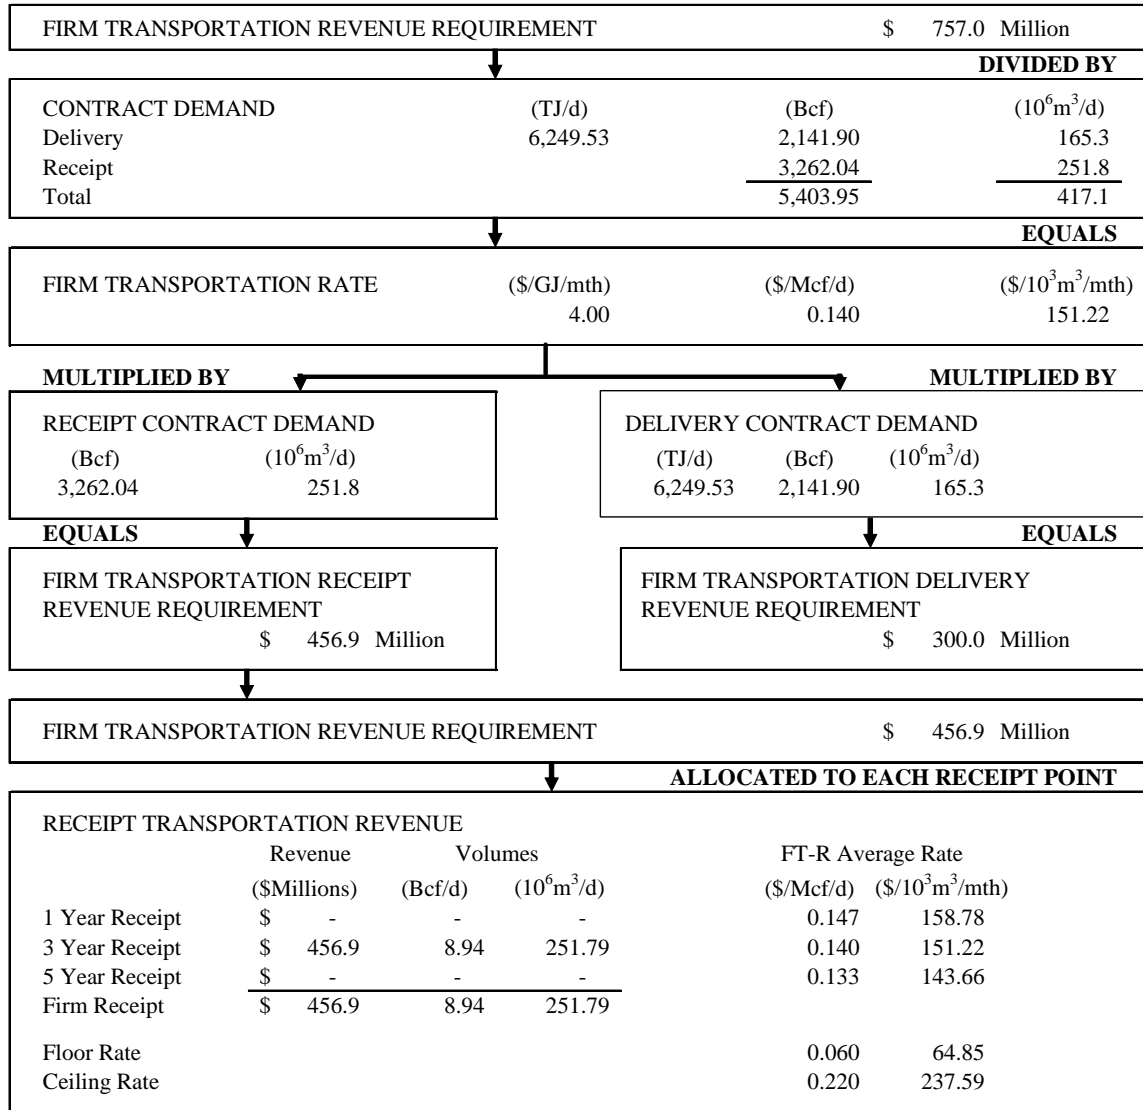 FIRM TRANSPORTATION REVENUE REQUIREMENT $ 757.0 Million
DIVIDED BY
CONTRACT DEMAND (TJ/d) (Bcf) (10⁶m³/d)
Delivery 6,249.53 2,141.90 165.3
Receipt 3,262.04 251.8
Total 5,403.95 417.1
EQUALS
FIRM TRANSPORTATION RATE ($/GJ/mth) ($/Mcf/d) ($/10³m³/mth)
4.00 0.140 151.22
MULTIPLIED BY MULTIPLIED BY
RECEIPT CONTRACT DEMAND
(Bcf) (10⁶m³/d)
3,262.04 251.8
DELIVERY CONTRACT DEMAND
(TJ/d) (Bcf) (10⁶m³/d)
6,249.53 2,141.90 165.3
EQUALS EQUALS
FIRM TRANSPORTATION RECEIPT
REVENUE REQUIREMENT
$ 456.9 Million
FIRM TRANSPORTATION DELIVERY
REVENUE REQUIREMENT
$ 300.0 Million
FIRM TRANSPORTATION REVENUE REQUIREMENT $ 456.9 Million
ALLOCATED TO EACH RECEIPT POINT
RECEIPT TRANSPORTATION REVENUE
Revenue Volumes FT-R Average Rate
($Millions) (Bcf/d) (10⁶m³/d) ($/Mcf/d) ($/10³m³/mth)
1 Year Receipt $ - - - 0.147 158.78
3 Year Receipt $ 456.9 8.94 251.79 0.140 151.22
5 Year Receipt $ - - - 0.133 143.66
Firm Receipt $ 456.9 8.94 251.79
Floor Rate 0.060 64.85
Ceiling Rate 0.220 237.59